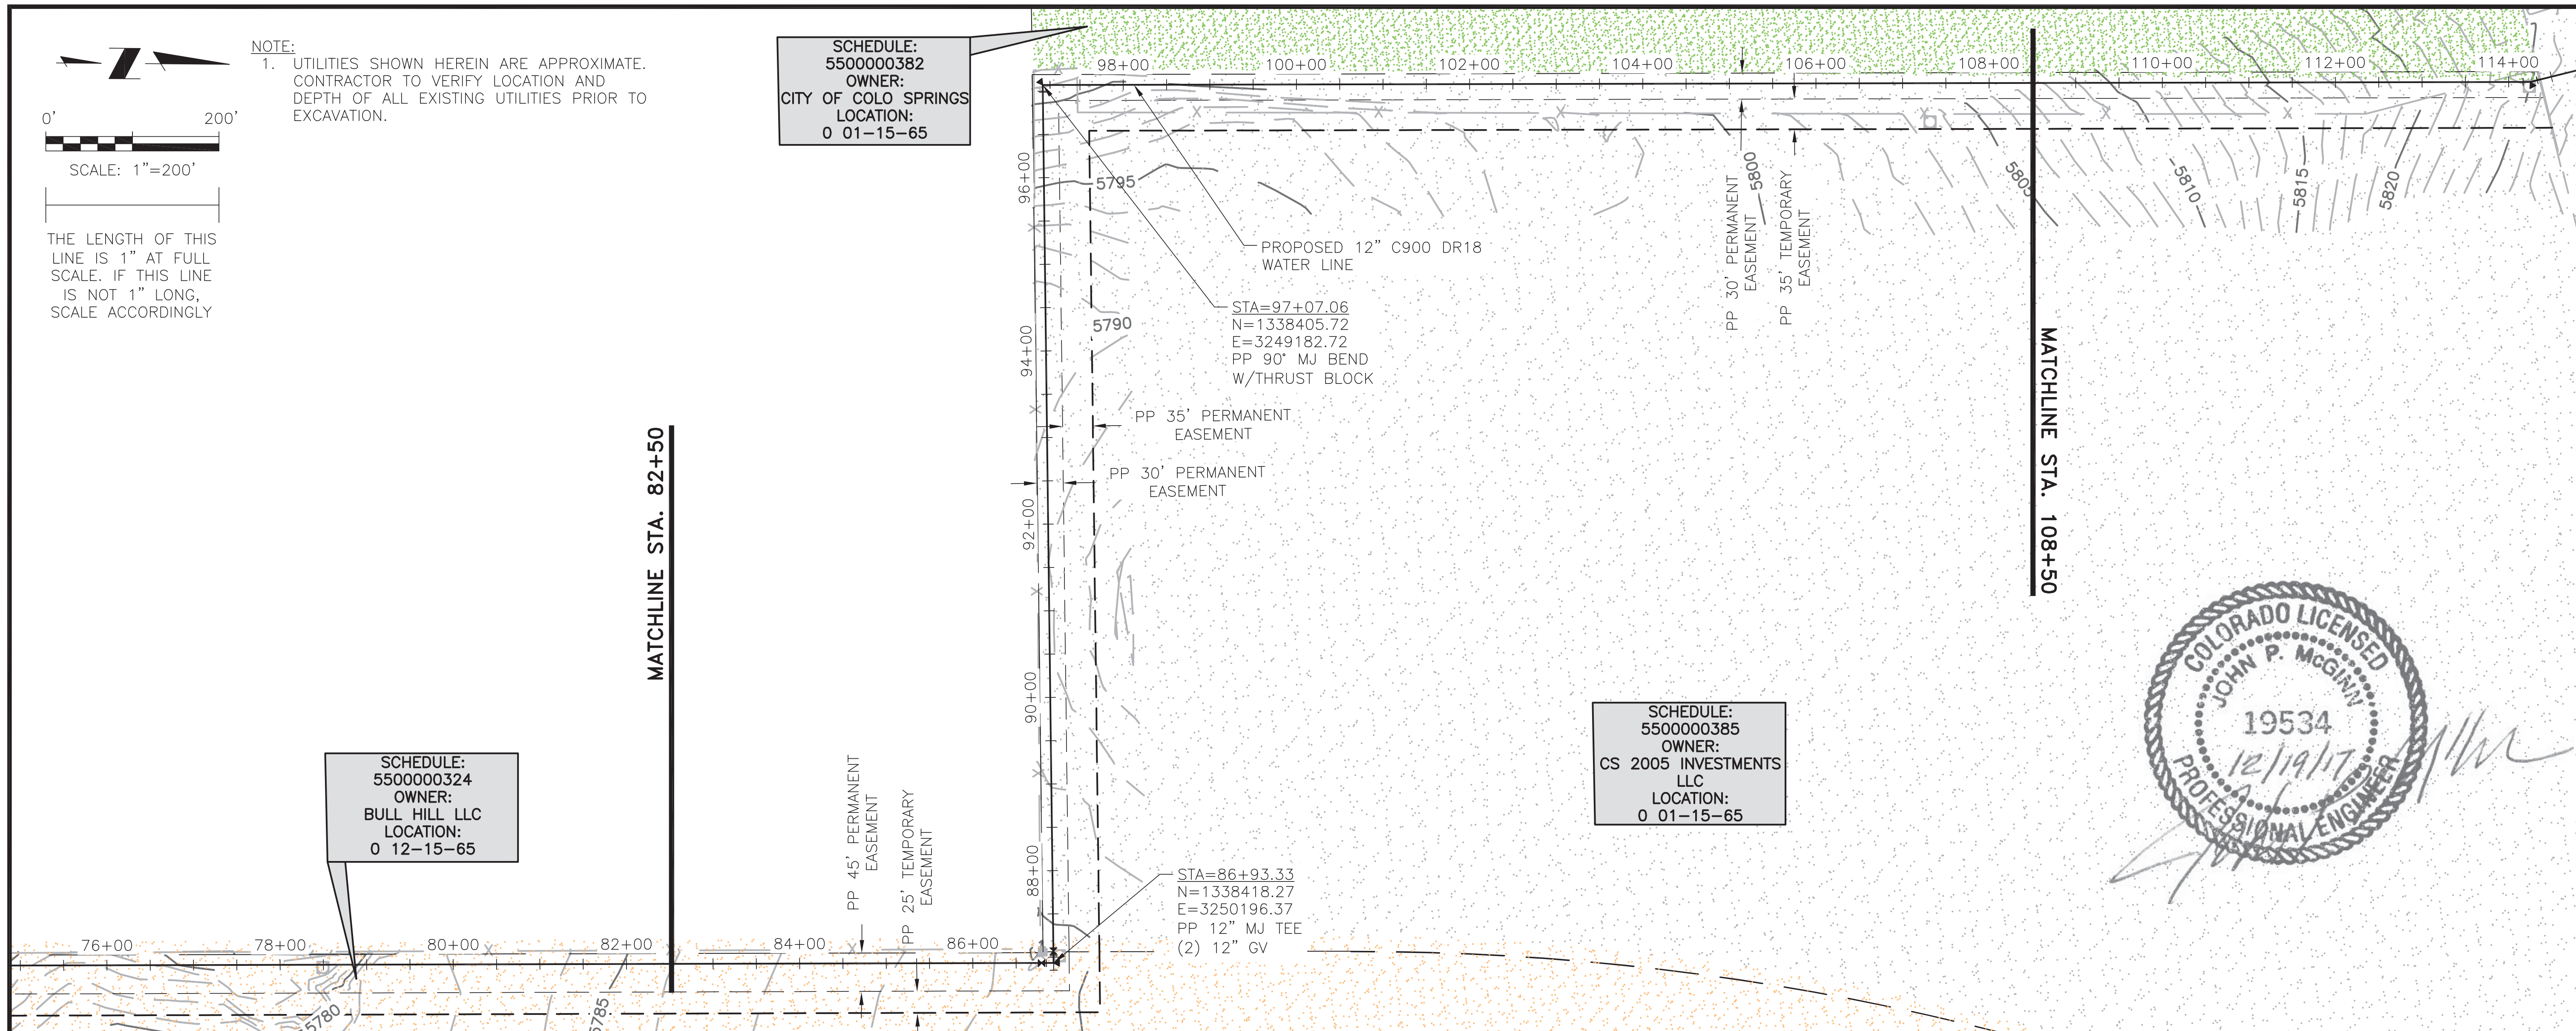 NOTE:
1. UTILITIES SHOWN HEREIN ARE APPROXIMATE.
CONTRACTOR TO VERIFY LOCATION AND
DEPTH OF ALL EXISTING UTILITIES PRIOR TO
EXCAVATION.
0' 200'
SCALE: 1"=200'
THE LENGTH OF THIS
LINE IS 1" AT FULL
SCALE. IF THIS LINE
IS NOT 1" LONG,
SCALE ACCORDINGLY
SCHEDULE:
5500000382
OWNER:
CITY OF COLO SPRINGS
LOCATION:
0 01-15-65
98+00 100+00 102+00 104+00 106+00 108+00 110+00 112+00 114+00
96+00
5795
5800
5805
5810
5815
5820
PROPOSED 12" C900 DR18
WATER LINE
STA=97+07.06
N=1338405.72
E=3249182.72
PP 90° MJ BEND
W/THRUST BLOCK
PP 30' PERMANENT
EASEMENT
PP 35' TEMPORARY
EASEMENT
MATCHLINE STA. 108+50
5790
94+00
PP 35' PERMANENT
EASEMENT
PP 30' PERMANENT
EASEMENT
92+00
90+00
88+00
MATCHLINE STA. 82+50
SCHEDULE:
5500000324
OWNER:
BULL HILL LLC
LOCATION:
0 12-15-65
PP 45' PERMANENT
EASEMENT
PP 25' TEMPORARY
EASEMENT
STA=86+93.33
N=1338418.27
E=3250196.37
PP 12" MJ TEE
(2) 12" GV
SCHEDULE:
5500000385
OWNER:
CS 2005 INVESTMENTS
LLC
LOCATION:
0 01-15-65
COLORADO LICENSED
JOHN P. McGINN
19534
12/19/17
PROFESSIONAL ENGINEER
76+00 78+00 80+00 82+00 84+00 86+00
5780
5785